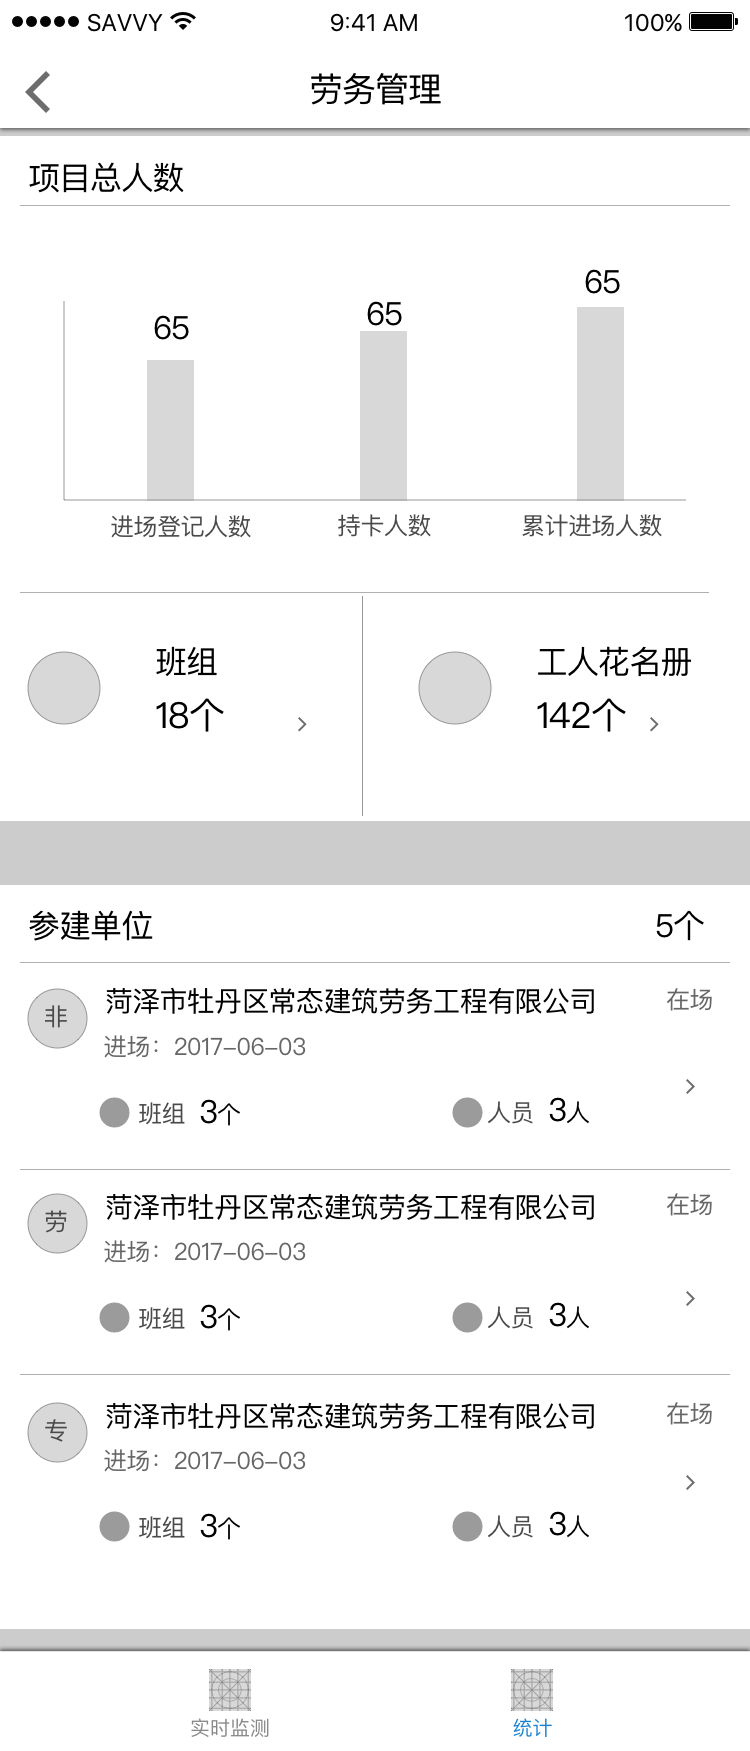 SAVVY 9:41 AM 100%
劳务管理
项目总人数
65 65 65
进场登记人数 持卡人数 累计进场人数
班组 工人花名册
18个 142个
参建单位 5个
非 菏泽市牡丹区常态建筑劳务工程有限公司 在场
进场：2017-06-03
班组 3个 人员 3人
劳 菏泽市牡丹区常态建筑劳务工程有限公司 在场
进场：2017-06-03
班组 3个 人员 3人
专 菏泽市牡丹区常态建筑劳务工程有限公司 在场
进场：2017-06-03
班组 3个 人员 3人
实时监测 统计